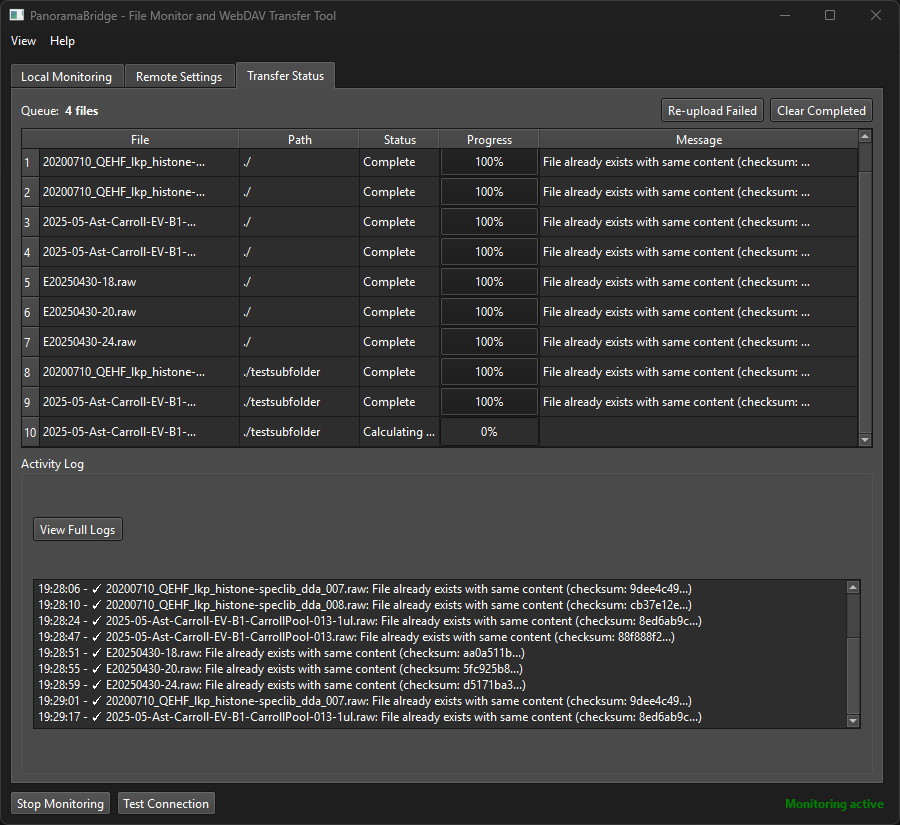 PanoramaBridge - File Monitor and WebDAV Transfer Tool
View Help
Local Monitoring Remote Settings Transfer Status
Queue: 4 files Re-upload Failed Clear Completed
File Path Status Progress Message
1 20200710_QEHF_lkp_histone-... ./ Complete 100% File already exists with same content (checksum: ...
2 20200710_QEHF_lkp_histone-... ./ Complete 100% File already exists with same content (checksum: ...
3 2025-05-Ast-Carroll-EV-B1-... ./ Complete 100% File already exists with same content (checksum: ...
4 2025-05-Ast-Carroll-EV-B1-... ./ Complete 100% File already exists with same content (checksum: ...
5 E20250430-18.raw ./ Complete 100% File already exists with same content (checksum: ...
6 E20250430-20.raw ./ Complete 100% File already exists with same content (checksum: ...
7 E20250430-24.raw ./ Complete 100% File already exists with same content (checksum: ...
8 20200710_QEHF_lkp_histone-... ./testsubfolder Complete 100% File already exists with same content (checksum: ...
9 2025-05-Ast-Carroll-EV-B1-... ./testsubfolder Complete 100% File already exists with same content (checksum: ...
10 2025-05-Ast-Carroll-EV-B1-... ./testsubfolder Calculating ... 0%
Activity Log
View Full Logs
19:28:06 - ✓ 20200710_QEHF_lkp_histone-speclib_dda_007.raw: File already exists with same content (checksum: 9dee4c49...)
19:28:10 - ✓ 20200710_QEHF_lkp_histone-speclib_dda_008.raw: File already exists with same content (checksum: cb37e12e...)
19:28:24 - ✓ 2025-05-Ast-Carroll-EV-B1-CarrollPool-013-1ul.raw: File already exists with same content (checksum: 8ed6ab9c...)
19:28:47 - ✓ 2025-05-Ast-Carroll-EV-B1-CarrollPool-013.raw: File already exists with same content (checksum: 88f888f2...)
19:28:51 - ✓ E20250430-18.raw: File already exists with same content (checksum: aa0a511b...)
19:28:55 - ✓ E20250430-20.raw: File already exists with same content (checksum: 5fc925b8...)
19:28:59 - ✓ E20250430-24.raw: File already exists with same content (checksum: d5171ba3...)
19:29:01 - ✓ 20200710_QEHF_lkp_histone-speclib_dda_007.raw: File already exists with same content (checksum: 9dee4c49...)
19:29:17 - ✓ 2025-05-Ast-Carroll-EV-B1-CarrollPool-013-1ul.raw: File already exists with same content (checksum: 8ed6ab9c...)
Stop Monitoring Test Connection Monitoring active